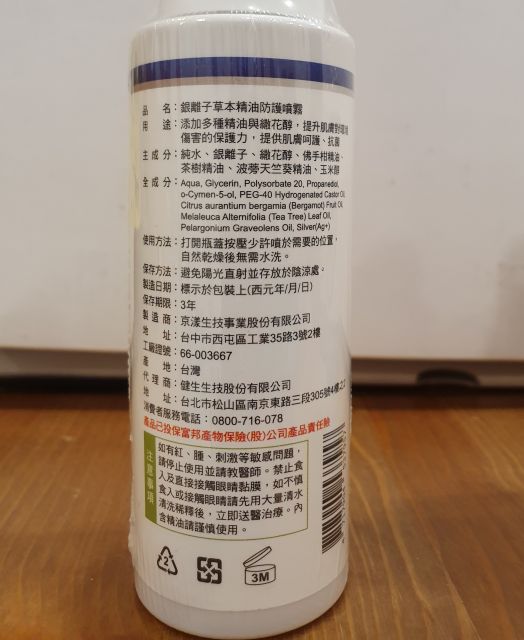 品名：銀離子草本精油防護噴霧
用途：添加多種精油與繖花醇，提升肌膚對環境
傷害的保護力，提供肌膚呵護、抗菌
主成分：純水、銀離子、繖花醇、佛手柑精油、
茶樹精油、波蒡天竺葵精油、玉米醇
全成分：Aqua, Glycerin, Polysorbate 20, Propanediol,
o-Cymen-5-ol, PEG-40 Hydrogenated Castor Oil,
Citrus aurantium bergamia (Bergamot) Fruit Oil,
Melaleuca Alternifolia (Tea Tree) Leaf Oil,
Pelargonium Graveolens Oil, Silver(Ag+)
使用方法：打開瓶蓋按壓少許噴於需要的位置，
自然乾燥後無需水洗。
保存方法：避免陽光直射並存放於陰涼處。
製造日期：標示於包裝上(西元年/月/日)
保存期限：3年
製造商：京漾生技事業股份有限公司
地址：台中市西屯區工業35路3號2樓
工廠證號：66-003667
產地：台灣
代理商：健生生技股份有限公司
地址：台北市松山區南京東路三段305號4樓之2
消費者服務電話：0800-716-078
產品已投保富邦產物保險(股)公司產品責任險
注意事項
如有紅、腫、刺激等敏感問題，
請停止使用並請教醫師。禁止食
入及直接接觸眼睛黏膜，如不慎
食入或接觸眼睛請先用大量清水
清洗稀釋後，立即送醫治療。內
含精油請謹慎使用。
2
3M